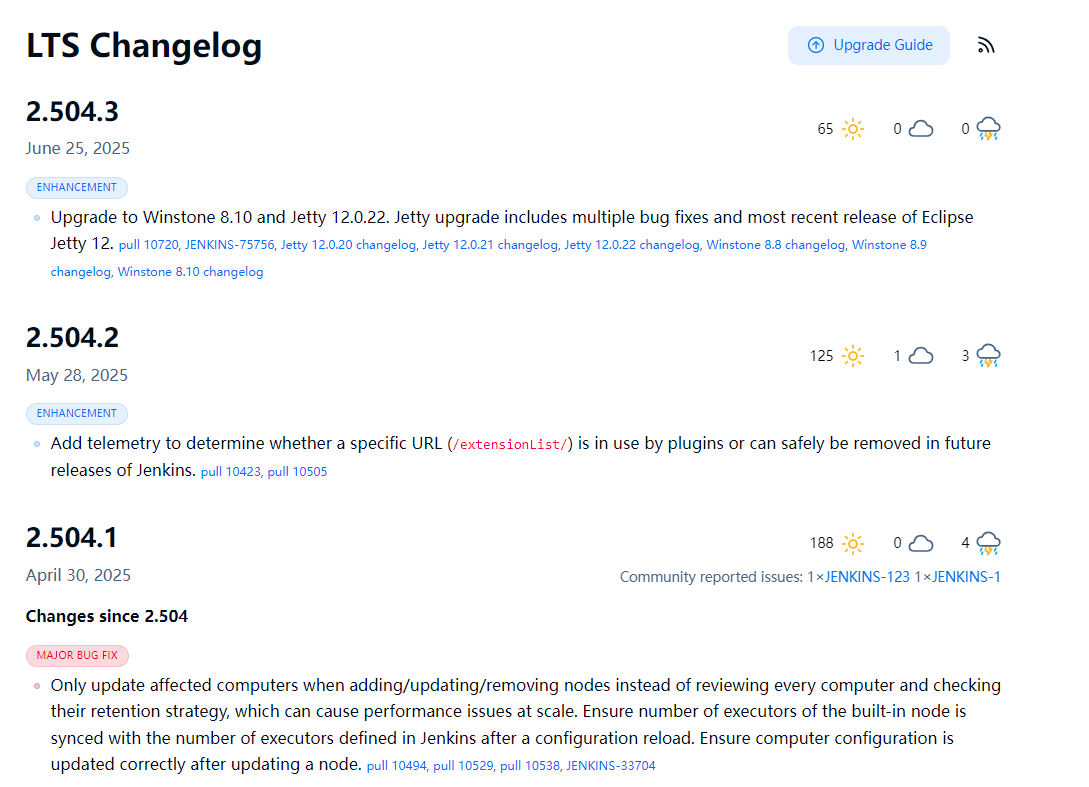 LTS Changelog
Upgrade Guide
2.504.3
65 0 0
June 25, 2025
ENHANCEMENT
Upgrade to Winstone 8.10 and Jetty 12.0.22. Jetty upgrade includes multiple bug fixes and most recent release of Eclipse
Jetty 12. pull 10720, JENKINS-75756, Jetty 12.0.20 changelog, Jetty 12.0.21 changelog, Jetty 12.0.22 changelog, Winstone 8.8 changelog, Winstone 8.9
changelog, Winstone 8.10 changelog
2.504.2
125 1 3
May 28, 2025
ENHANCEMENT
Add telemetry to determine whether a specific URL (/extensionList/) is in use by plugins or can safely be removed in future
releases of Jenkins. pull 10423, pull 10505
2.504.1
188 0 4
April 30, 2025
Community reported issues: 1×JENKINS-123 1×JENKINS-1
Changes since 2.504
MAJOR BUG FIX
Only update affected computers when adding/updating/removing nodes instead of reviewing every computer and checking
their retention strategy, which can cause performance issues at scale. Ensure number of executors of the built-in node is
synced with the number of executors defined in Jenkins after a configuration reload. Ensure computer configuration is
updated correctly after updating a node. pull 10494, pull 10529, pull 10538, JENKINS-33704